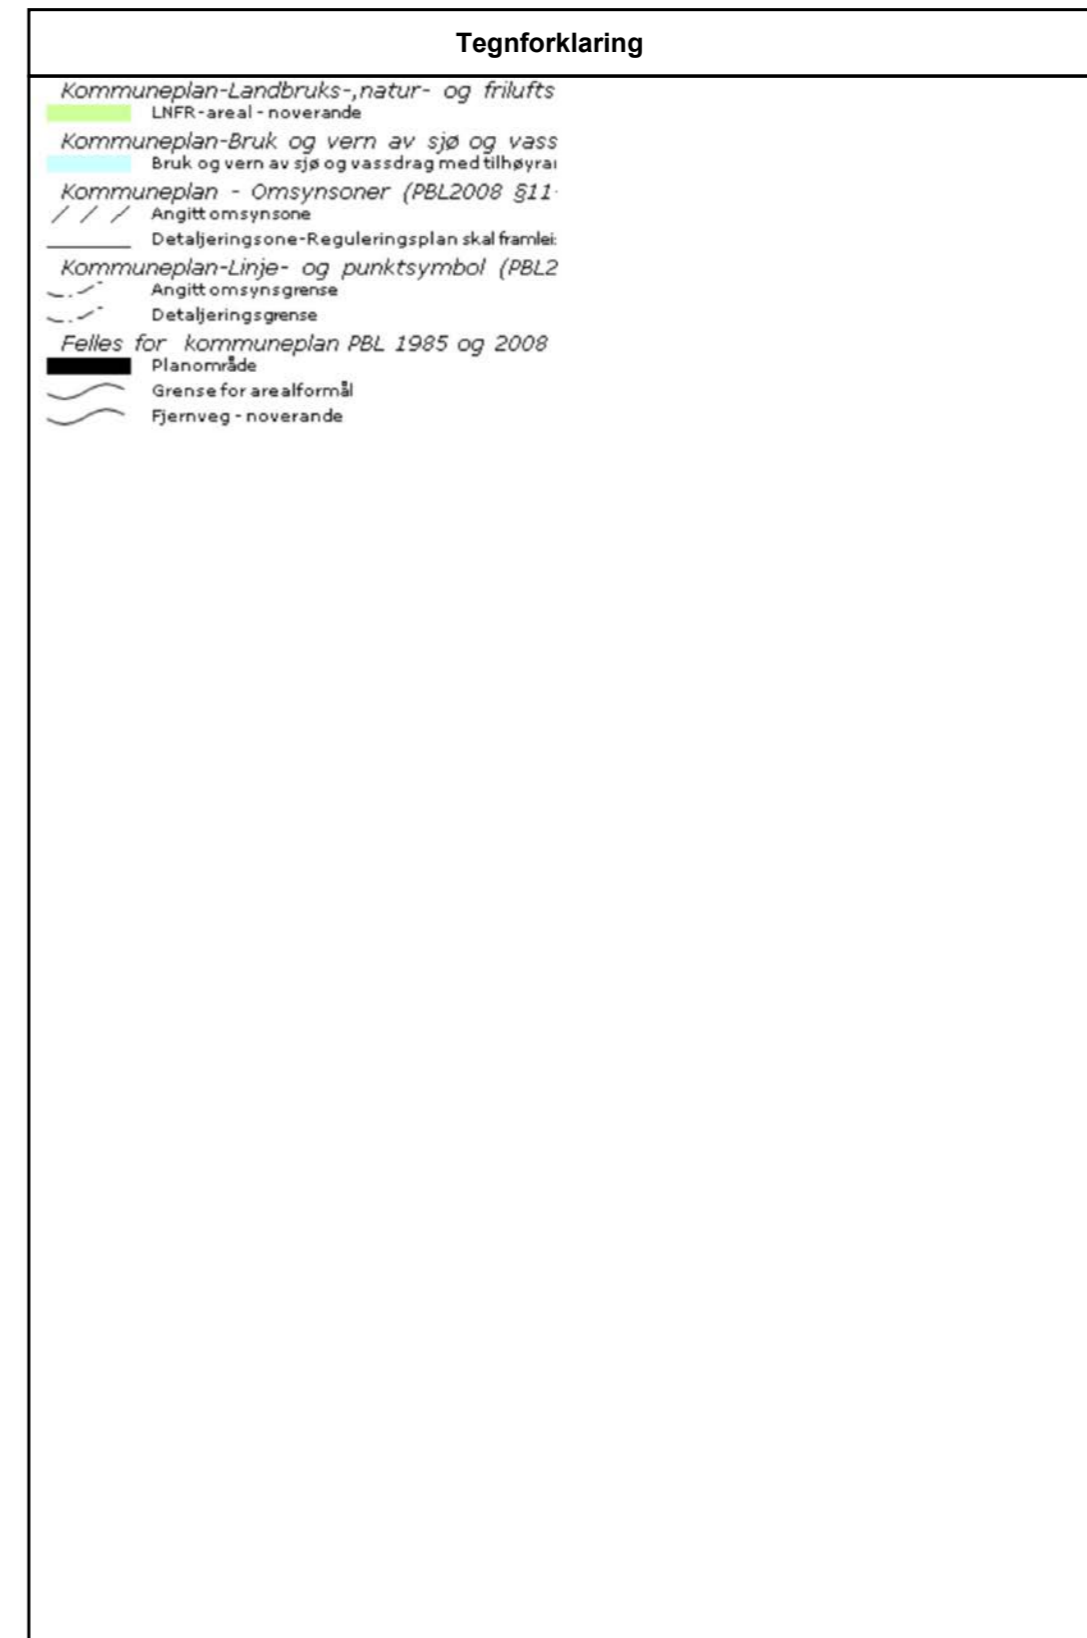 Tegnforklaring
Kommuneplan-Landbruks-,natur- og frilufts
LNFR-areal - noverande
Kommuneplan-Bruk og vern av sjø og vass
Bruk og vern av sjø og vassdrag med tilhøyrar
Kommuneplan - Omsynsoner (PBL2008 §11-
Angitt omsynsone
Detaljeringsone-Reguleringsplan skal framlei
Kommuneplan-Linje- og punktsymbol (PBL2
Angitt omsynsgrense
Detaljeringsgrense
Felles for kommuneplan PBL 1985 og 2008
Planområde
Grense for arealformål
Fjernveg - noverande